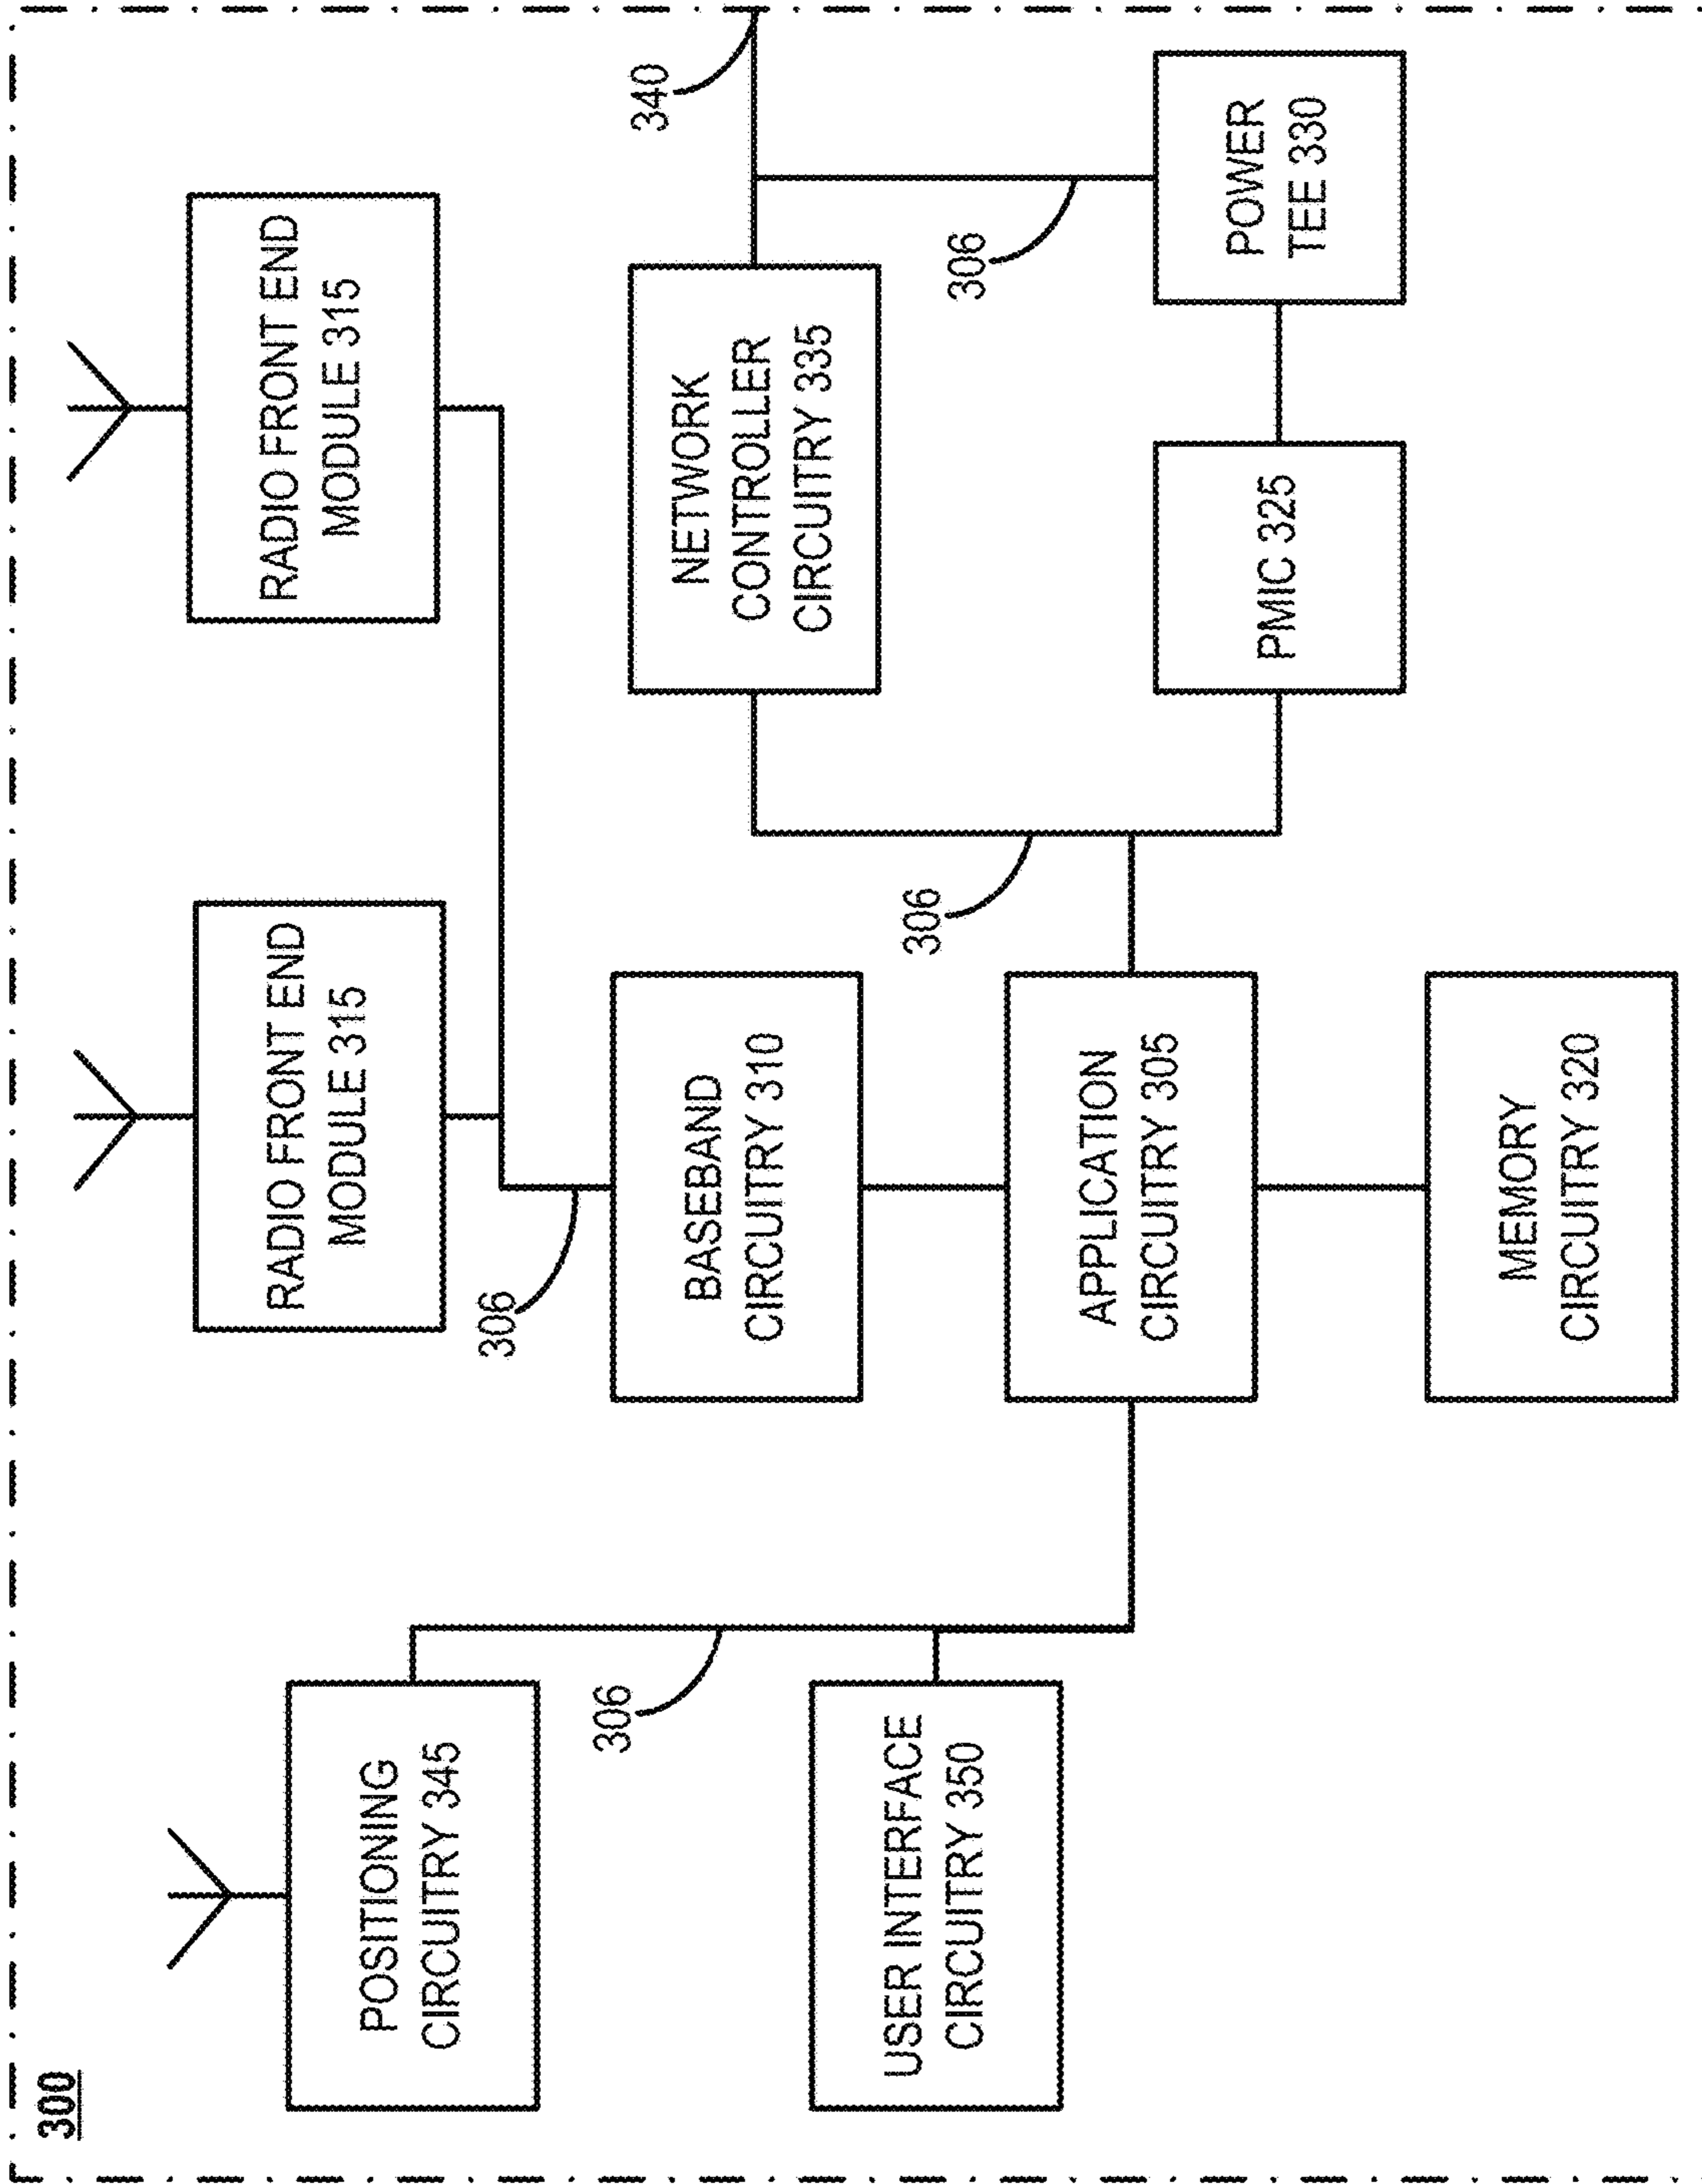 300
RADIO FRONT END
MODULE 315
RADIO FRONT END
MODULE 315
POSITIONING
CIRCUITRY 345
306
306
340
USER INTERFACE
CIRCUITRY 350
BASEBAND
CIRCUITRY 310
NETWORK
CONTROLLER
CIRCUITRY 335
306
306
APPLICATION
CIRCUITRY 305
PMIC 325
POWER
TEE 330
MEMORY
CIRCUITRY 320